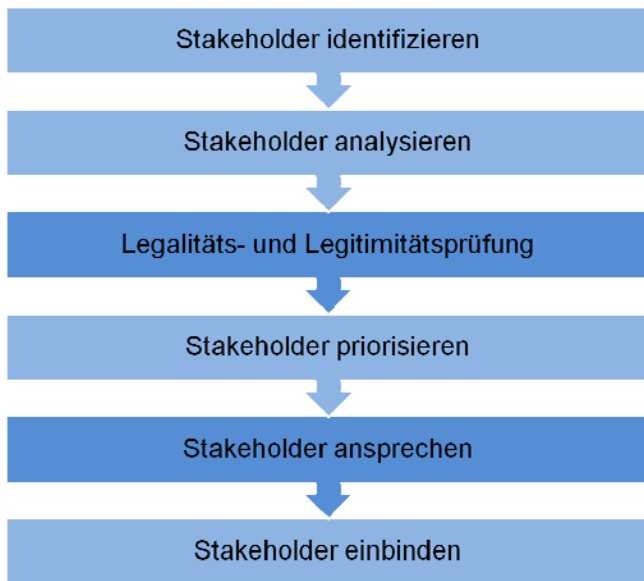 Stakeholder identifizieren
Stakeholder analysieren
Legalitäts- und Legitimitätsprüfung
Stakeholder priorisieren
Stakeholder ansprechen
Stakeholder einbinden